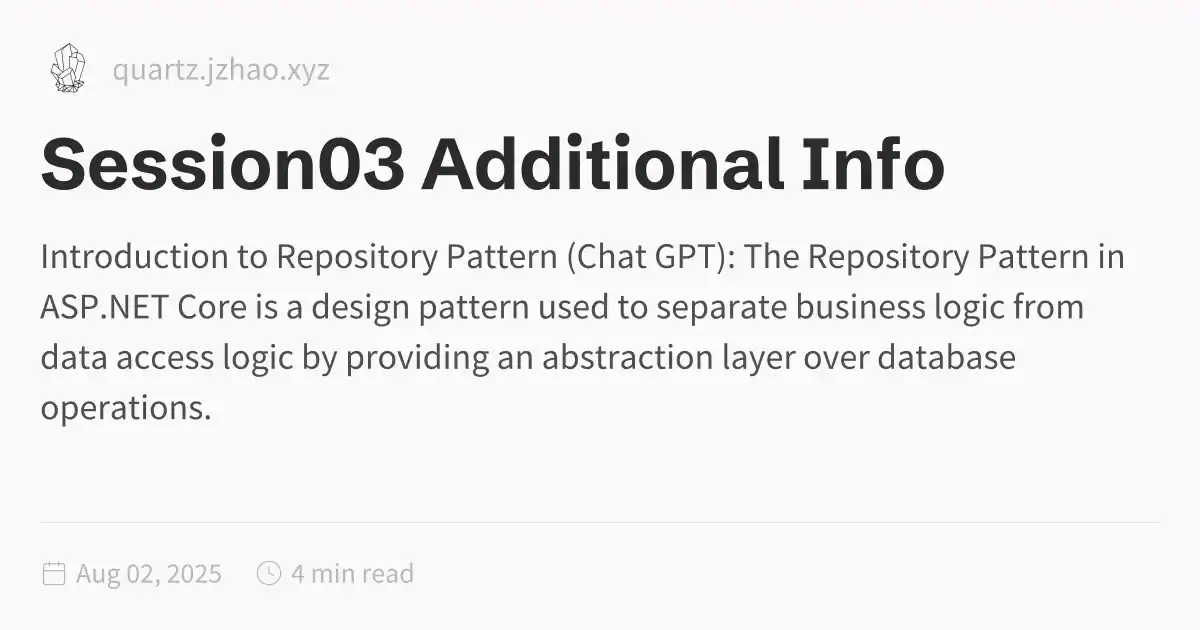 quartz.jzhao.xyz
Session03 Additional Info
Introduction to Repository Pattern (Chat GPT): The Repository Pattern in
ASP.NET Core is a design pattern used to separate business logic from
data access logic by providing an abstraction layer over database
operations.
Aug 02, 2025 4 min read